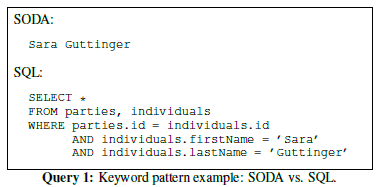 SODA:
Sara Guttinger
SQL:
SELECT *
FROM parties, individuals
WHERE parties.id = individuals.id
AND individuals.firstName = ’Sara’
AND individuals.lastName = ’Guttinger’
Query 1: Keyword pattern example: SODA vs. SQL.